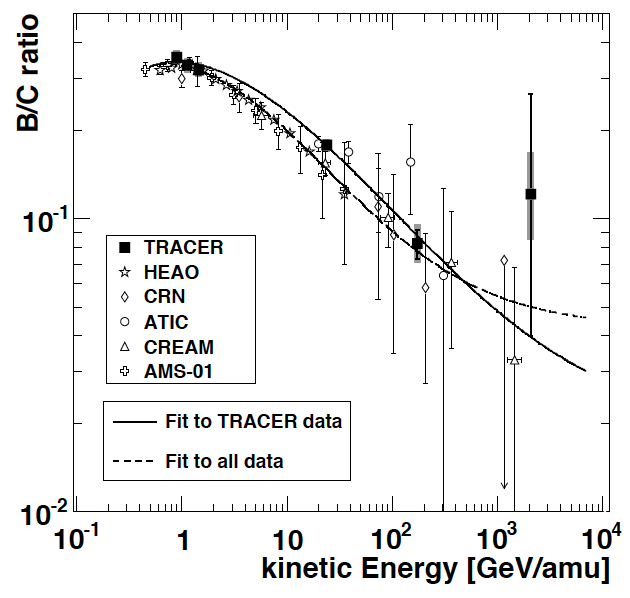 B/C ratio
10^-1
10^-2
TRACER
HEAO
CRN
ATIC
CREAM
AMS-01
Fit to TRACER data
Fit to all data
10^-1 1 10 10^2 10^3 10^4
kinetic Energy [GeV/amu]